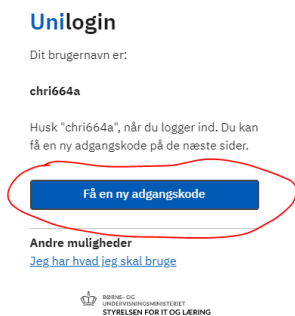 Unilogin
Dit brugernavn er:
chri664a
Husk "chri664a", når du logger ind. Du kan
få en ny adgangskode på de næste sider.
Få en ny adgangskode
Andre muligheder
Jeg har hvad jeg skal bruge
BØRNE- OG
UNDERVISNINGSMINISTERIET
STYRELSEN FOR IT OG LÆRING